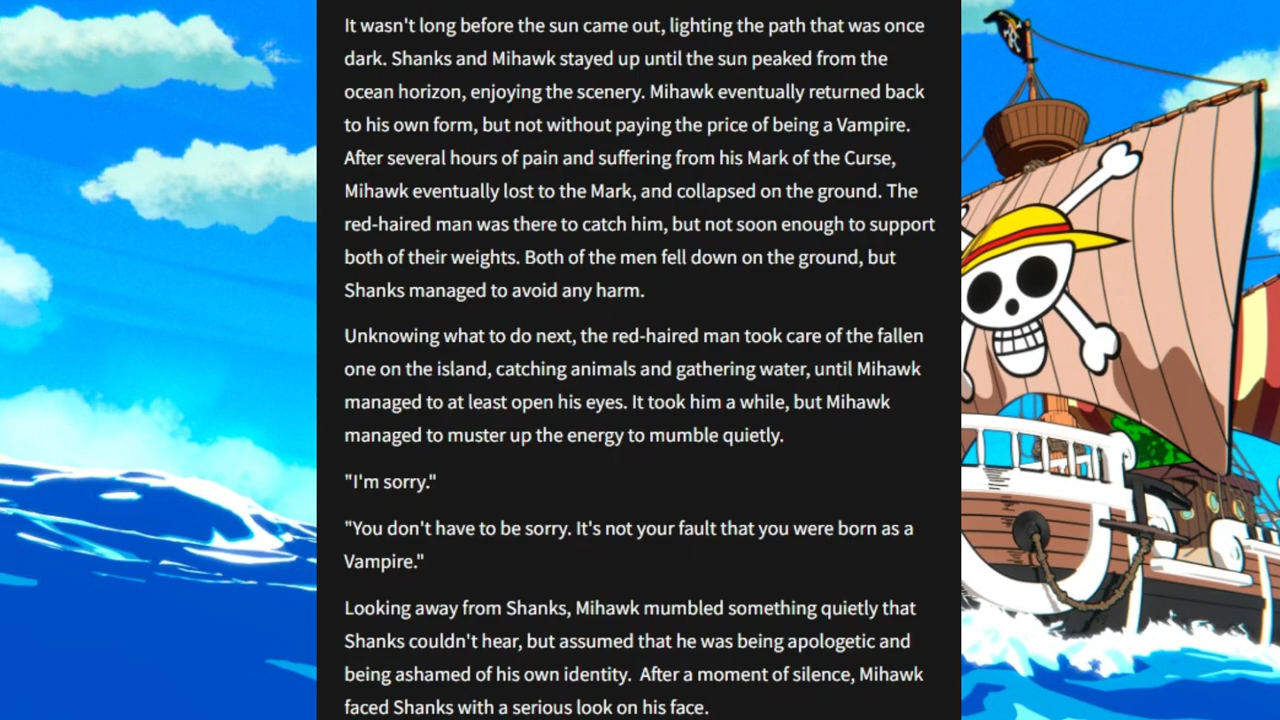 It wasn't long before the sun came out, lighting the path that was once
dark. Shanks and Mihawk stayed up until the sun peaked from the
ocean horizon, enjoying the scenery. Mihawk eventually returned back
to his own form, but not without paying the price of being a Vampire.
After several hours of pain and suffering from his Mark of the Curse,
Mihawk eventually lost to the Mark, and collapsed on the ground. The
red-haired man was there to catch him, but not soon enough to support
both of their weights. Both of the men fell down on the ground, but
Shanks managed to avoid any harm.
Unknowing what to do next, the red-haired man took care of the fallen
one on the island, catching animals and gathering water, until Mihawk
managed to at least open his eyes. It took him a while, but Mihawk
managed to muster up the energy to mumble quietly.
"I'm sorry."
"You don't have to be sorry. It's not your fault that you were born as a
Vampire."
Looking away from Shanks, Mihawk mumbled something quietly that
Shanks couldn't hear, but assumed that he was being apologetic and
being ashamed of his own identity.  After a moment of silence, Mihawk
faced Shanks with a serious look on his face.